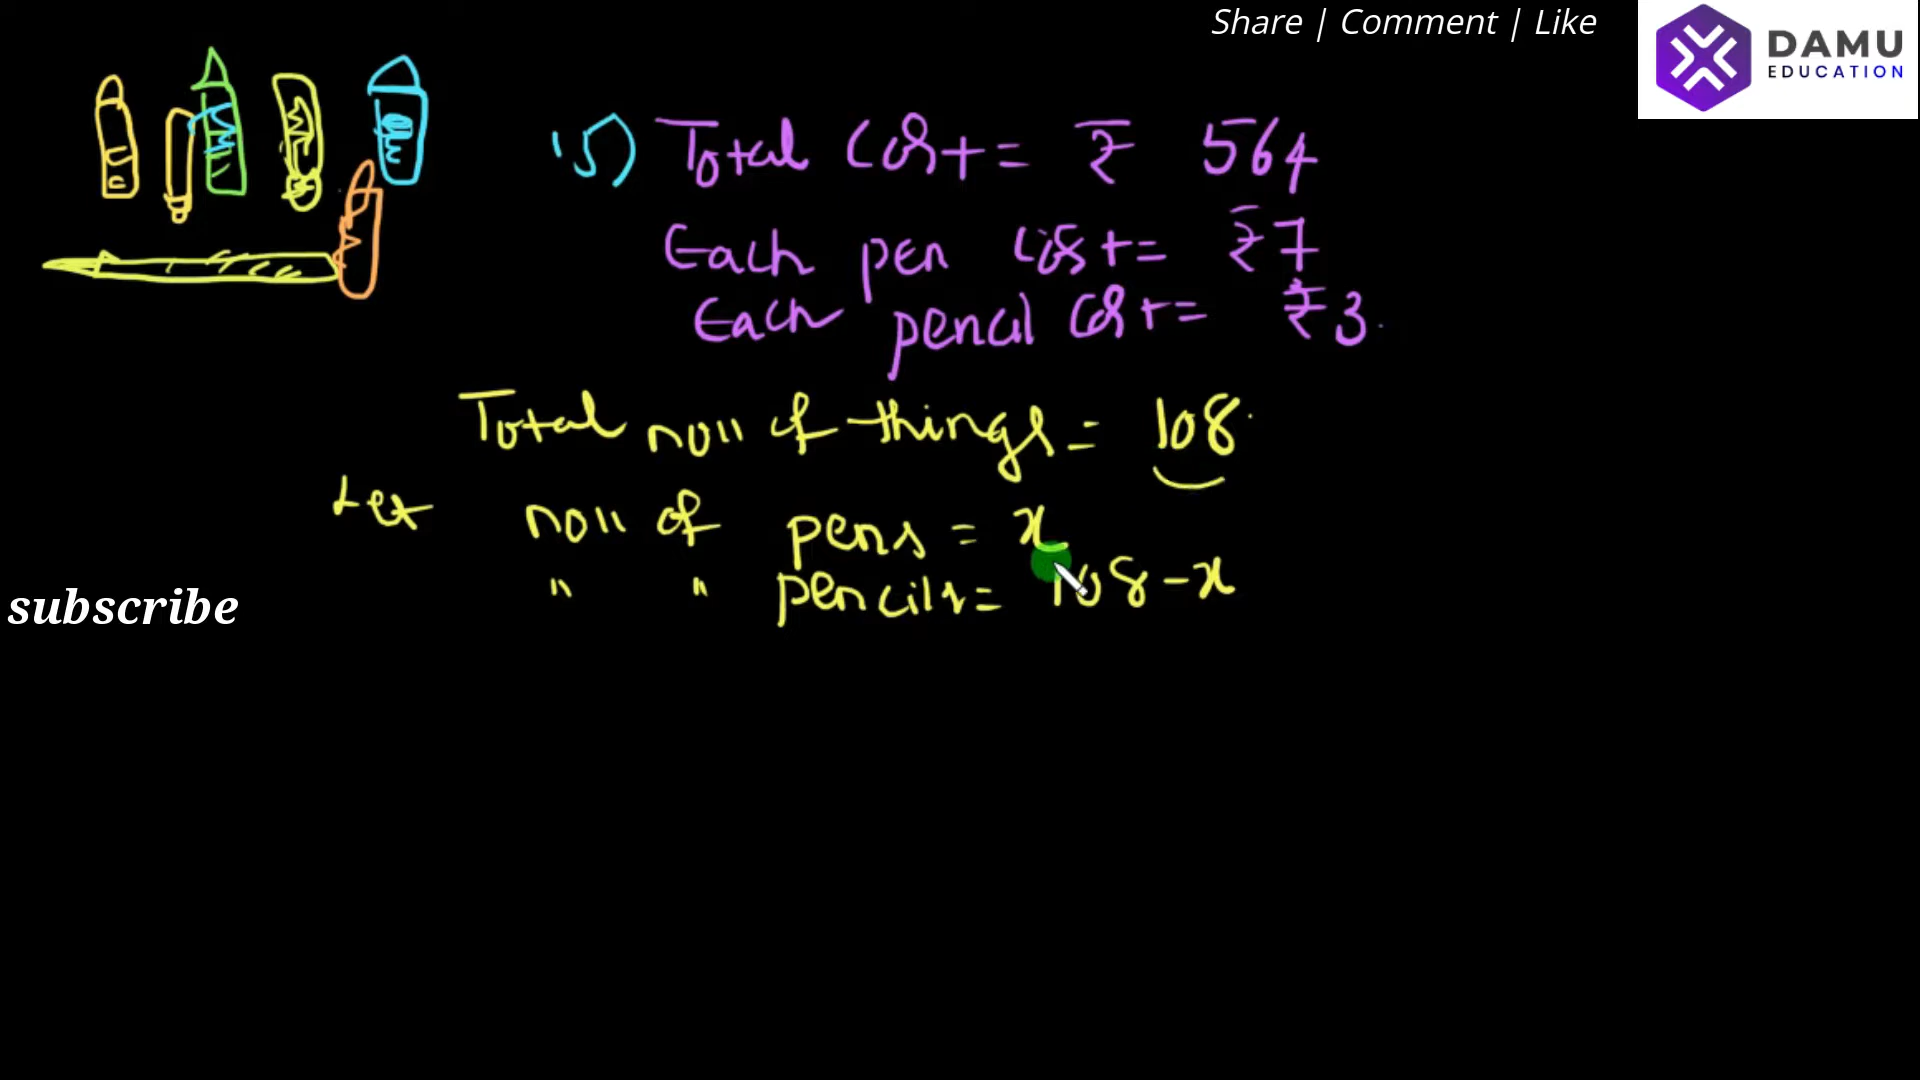 Share | Comment | Like
DAMU
EDUCATION
15) Total Cost = ₹ 564
Each pen cost = ₹7
Each pencil Cost = ₹3.
Total no" of things = 108.
Let no" of pens = x
" " pencils = 108 - x
subscribe